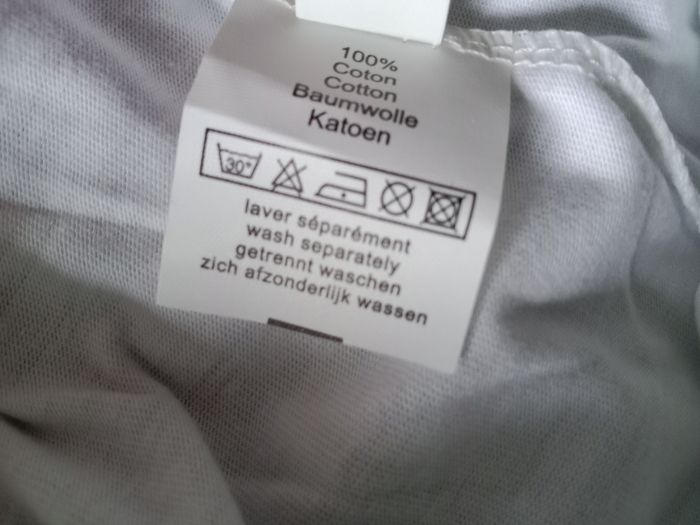 100%
Coton
Cotton
Baumwolle
Katoen
30°
laver séparément
wash separately
getrennt waschen
zich afzonderlijk wassen